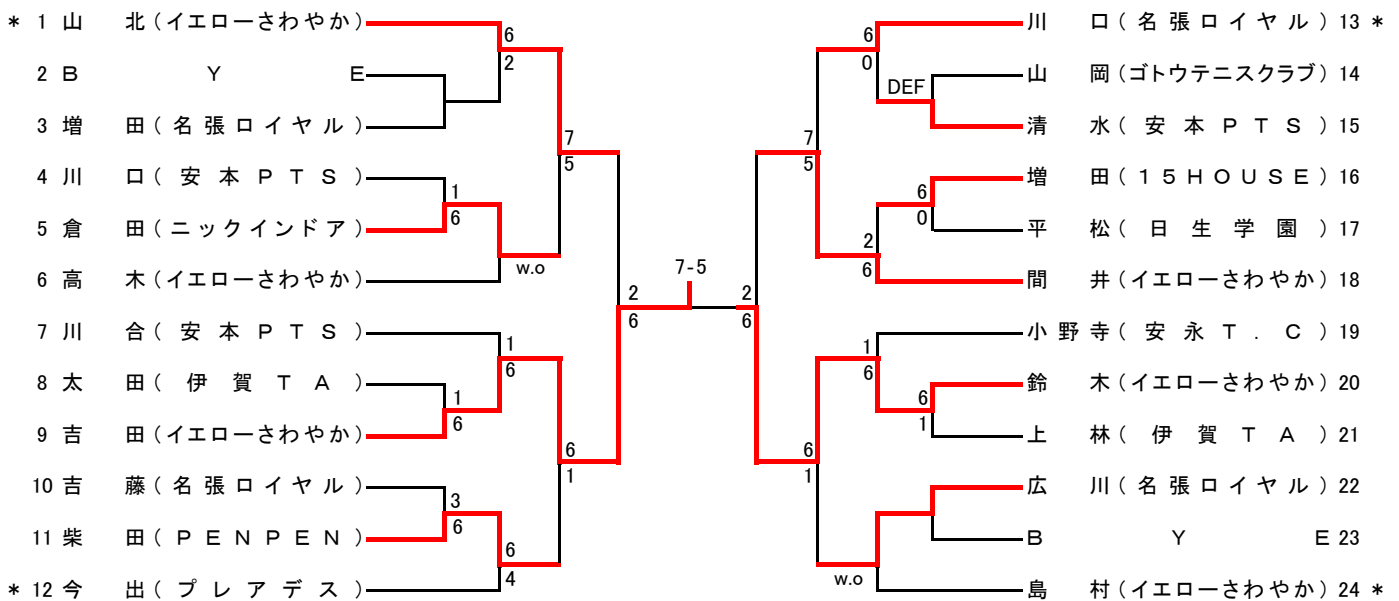 * 1 山 北(イエローさわやか)
2 B Y E
3 増 田(名張ロイヤル)
4 川 口(安本PTS)
5 倉 田(ニックインドア)
6 高 木(イエローさわやか)
7 川 合(安本PTS)
8 太 田(伊賀TA)
9 吉 田(イエローさわやか)
10 吉 藤(名張ロイヤル)
11 柴 田(PENPEN)
* 12 今 出(プレアデス)
6
2
1
6
w.o
7
5
1
6
1
6
3
6
6
4
6
1
2
6
7-5
2
6
7
5
6
0
DEF
6
0
2
6
1
6
6
1
6
1
w.o
川 口(名張ロイヤル) 13 *
山 岡(ゴトウテニスクラブ) 14
清 水(安本PTS) 15
増 田(15HOUSE) 16
平 松(日生学園) 17
間 井(イエローさわやか) 18
小野寺(安永T.C) 19
鈴 木(イエローさわやか) 20
上 林(伊賀TA) 21
広 川(名張ロイヤル) 22
B Y E 23
島 村(イエローさわやか) 24 *